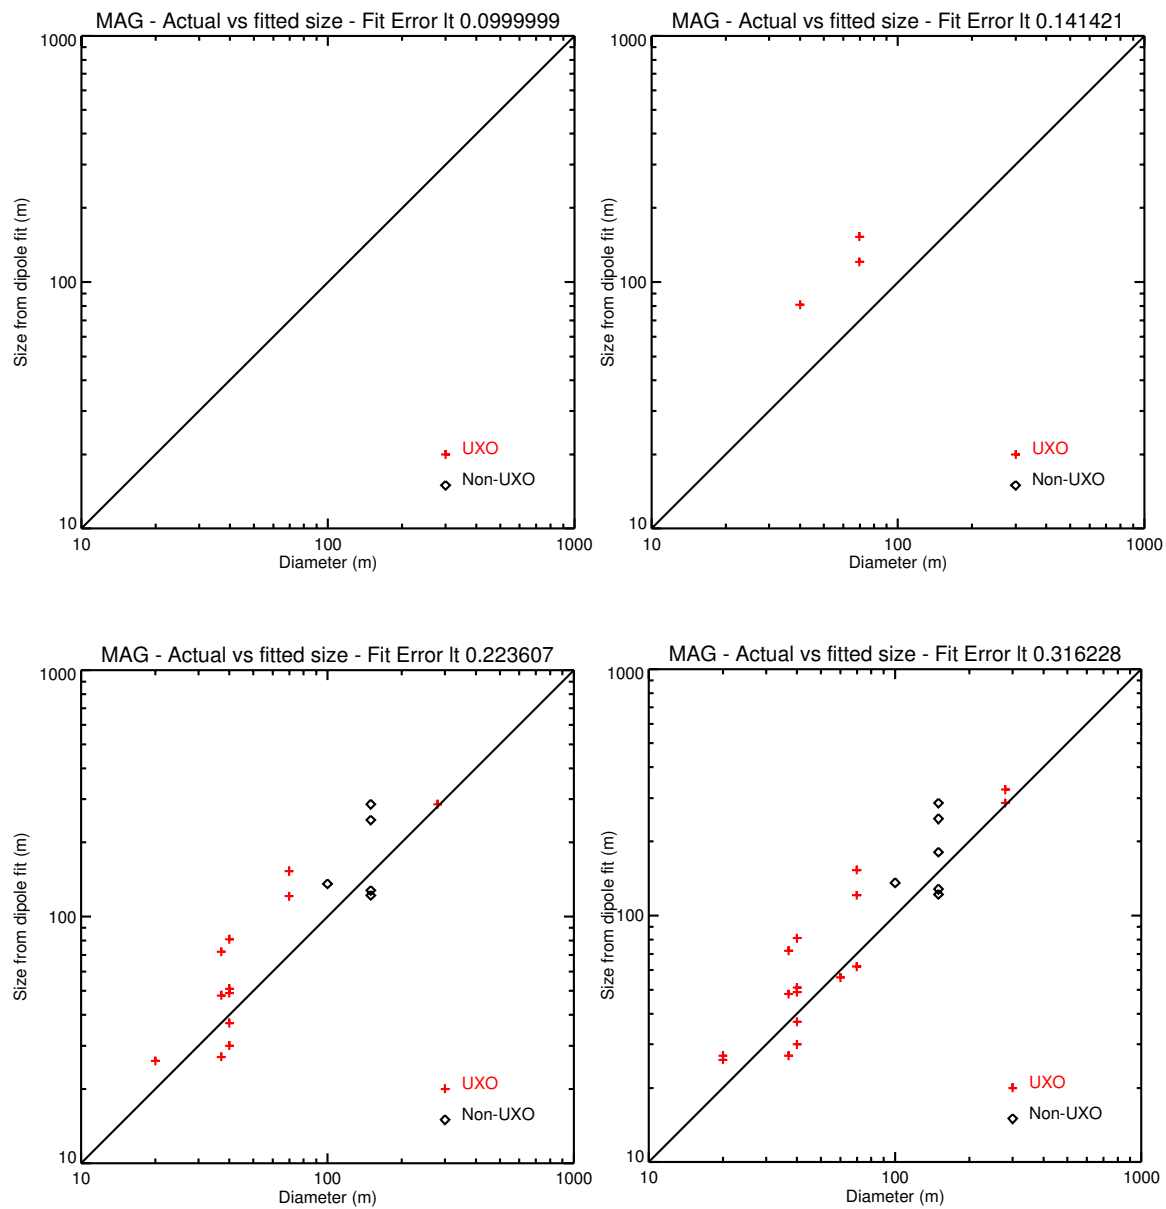 MAG - Actual vs fitted size - Fit Error lt 0.0999999
1000
100
10
Size from dipole fit (m)
UXO
Non-UXO
10
100
1000
Diameter (m)
MAG - Actual vs fitted size - Fit Error lt 0.141421
1000
100
10
Size from dipole fit (m)
UXO
Non-UXO
10
100
1000
Diameter (m)
MAG - Actual vs fitted size - Fit Error lt 0.223607
1000
100
10
Size from dipole fit (m)
UXO
Non-UXO
10
100
1000
Diameter (m)
MAG - Actual vs fitted size - Fit Error lt 0.316228
1000
100
10
Size from dipole fit (m)
UXO
Non-UXO
10
100
1000
Diameter (m)